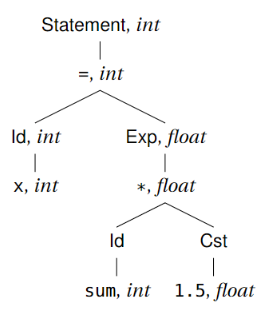 Statement, int
=, int
Id, int Exp, float
x, int *, float
Id Cst
sum, int 1.5, float